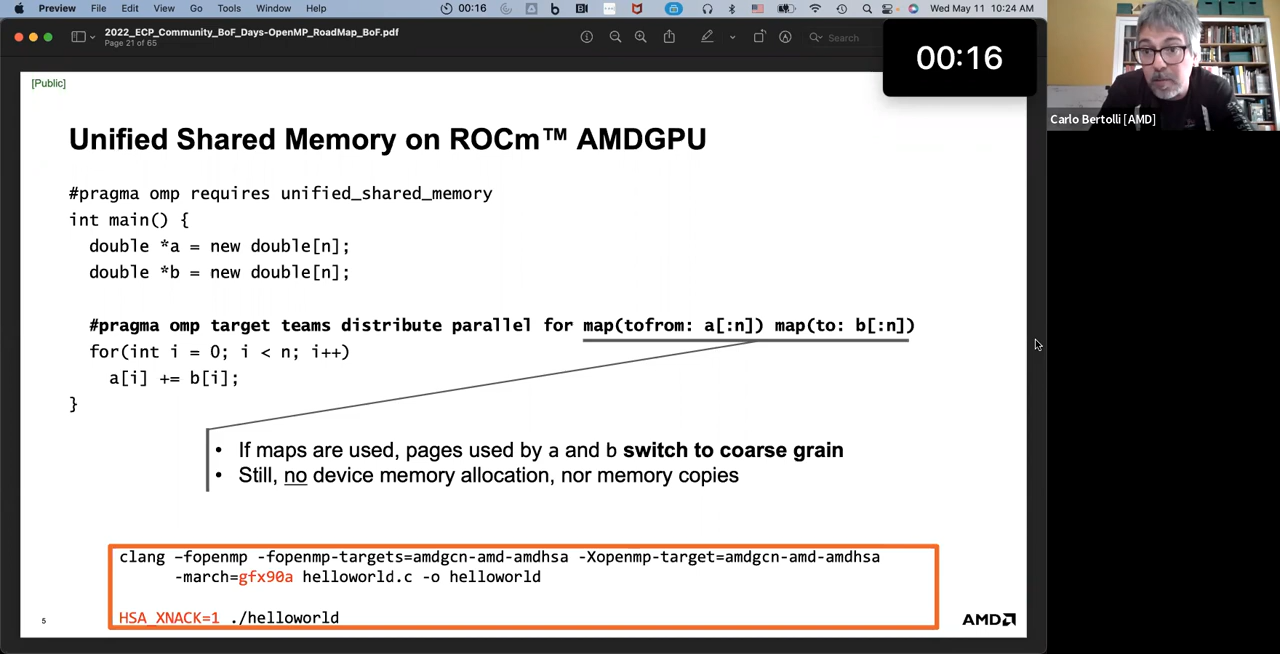 Preview File Edit View Go Tools Window Help 00:16 Wed May 11 10:24 AM
2022_ECP_Community_BoF_Days-OpenMP_RoadMap_BoF.pdf
Page 21 of 65
Search
00:16
Carlo Bertolli [AMD]
[Public]
Unified Shared Memory on ROCm™ AMDGPU
#pragma omp requires unified_shared_memory
int main() {
double *a = new double[n];
double *b = new double[n];
#pragma omp target teams distribute parallel for map(tofrom: a[:n]) map(to: b[:n])
for(int i = 0; i < n; i++)
a[i] += b[i];
}
• If maps are used, pages used by a and b switch to coarse grain
• Still, no device memory allocation, nor memory copies
clang –fopenmp -fopenmp-targets=amdgcn-amd-amdhsa -Xopenmp-target=amdgcn-amd-amdhsa
-march=gfx90a helloworld.c -o helloworld
HSA_XNACK=1 ./helloworld
5
AMD